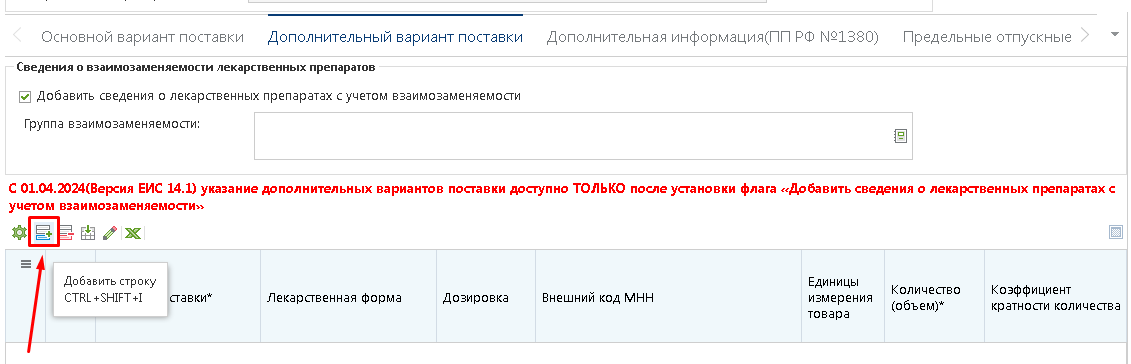 Основной вариант поставки Дополнительный вариант поставки Дополнительная информация(ПП РФ №1380) Предельные отпускные
Сведения о взаимозаменяемости лекарственных препаратов
Добавить сведения о лекарственных препаратах с учетом взаимозаменяемости
Группа взаимозаменяемости:
С 01.04.2024(Версия ЕИС 14.1) указание дополнительных вариантов поставки доступно ТОЛЬКО после установки флага «Добавить сведения о лекарственных препаратах с
учетом взаимозаменяемости»
Добавить строку
CTRL+SHIFT+I
ставки*
Лекарственная форма
Дозировка
Внешний код МНН
Единицы
измерения
товара
Количество
(объем)*
Коэффициент
кратности количества